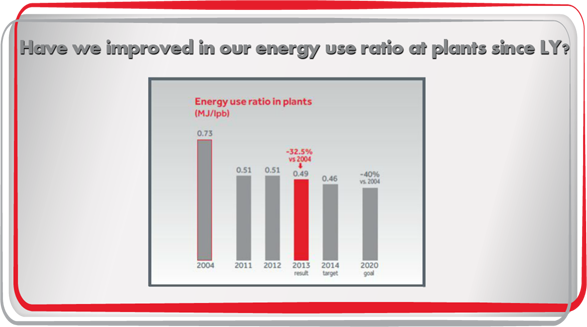 Have we improved in our energy use ratio at plants since LY?
Energy use ratio in plants
(MJ/lpb)
0.73
-32.5%
vs 2004
0.51 0.51 0.49 0.46 -40%
vs. 2004
2004 2011 2012 2013 2014 2020
result target goal